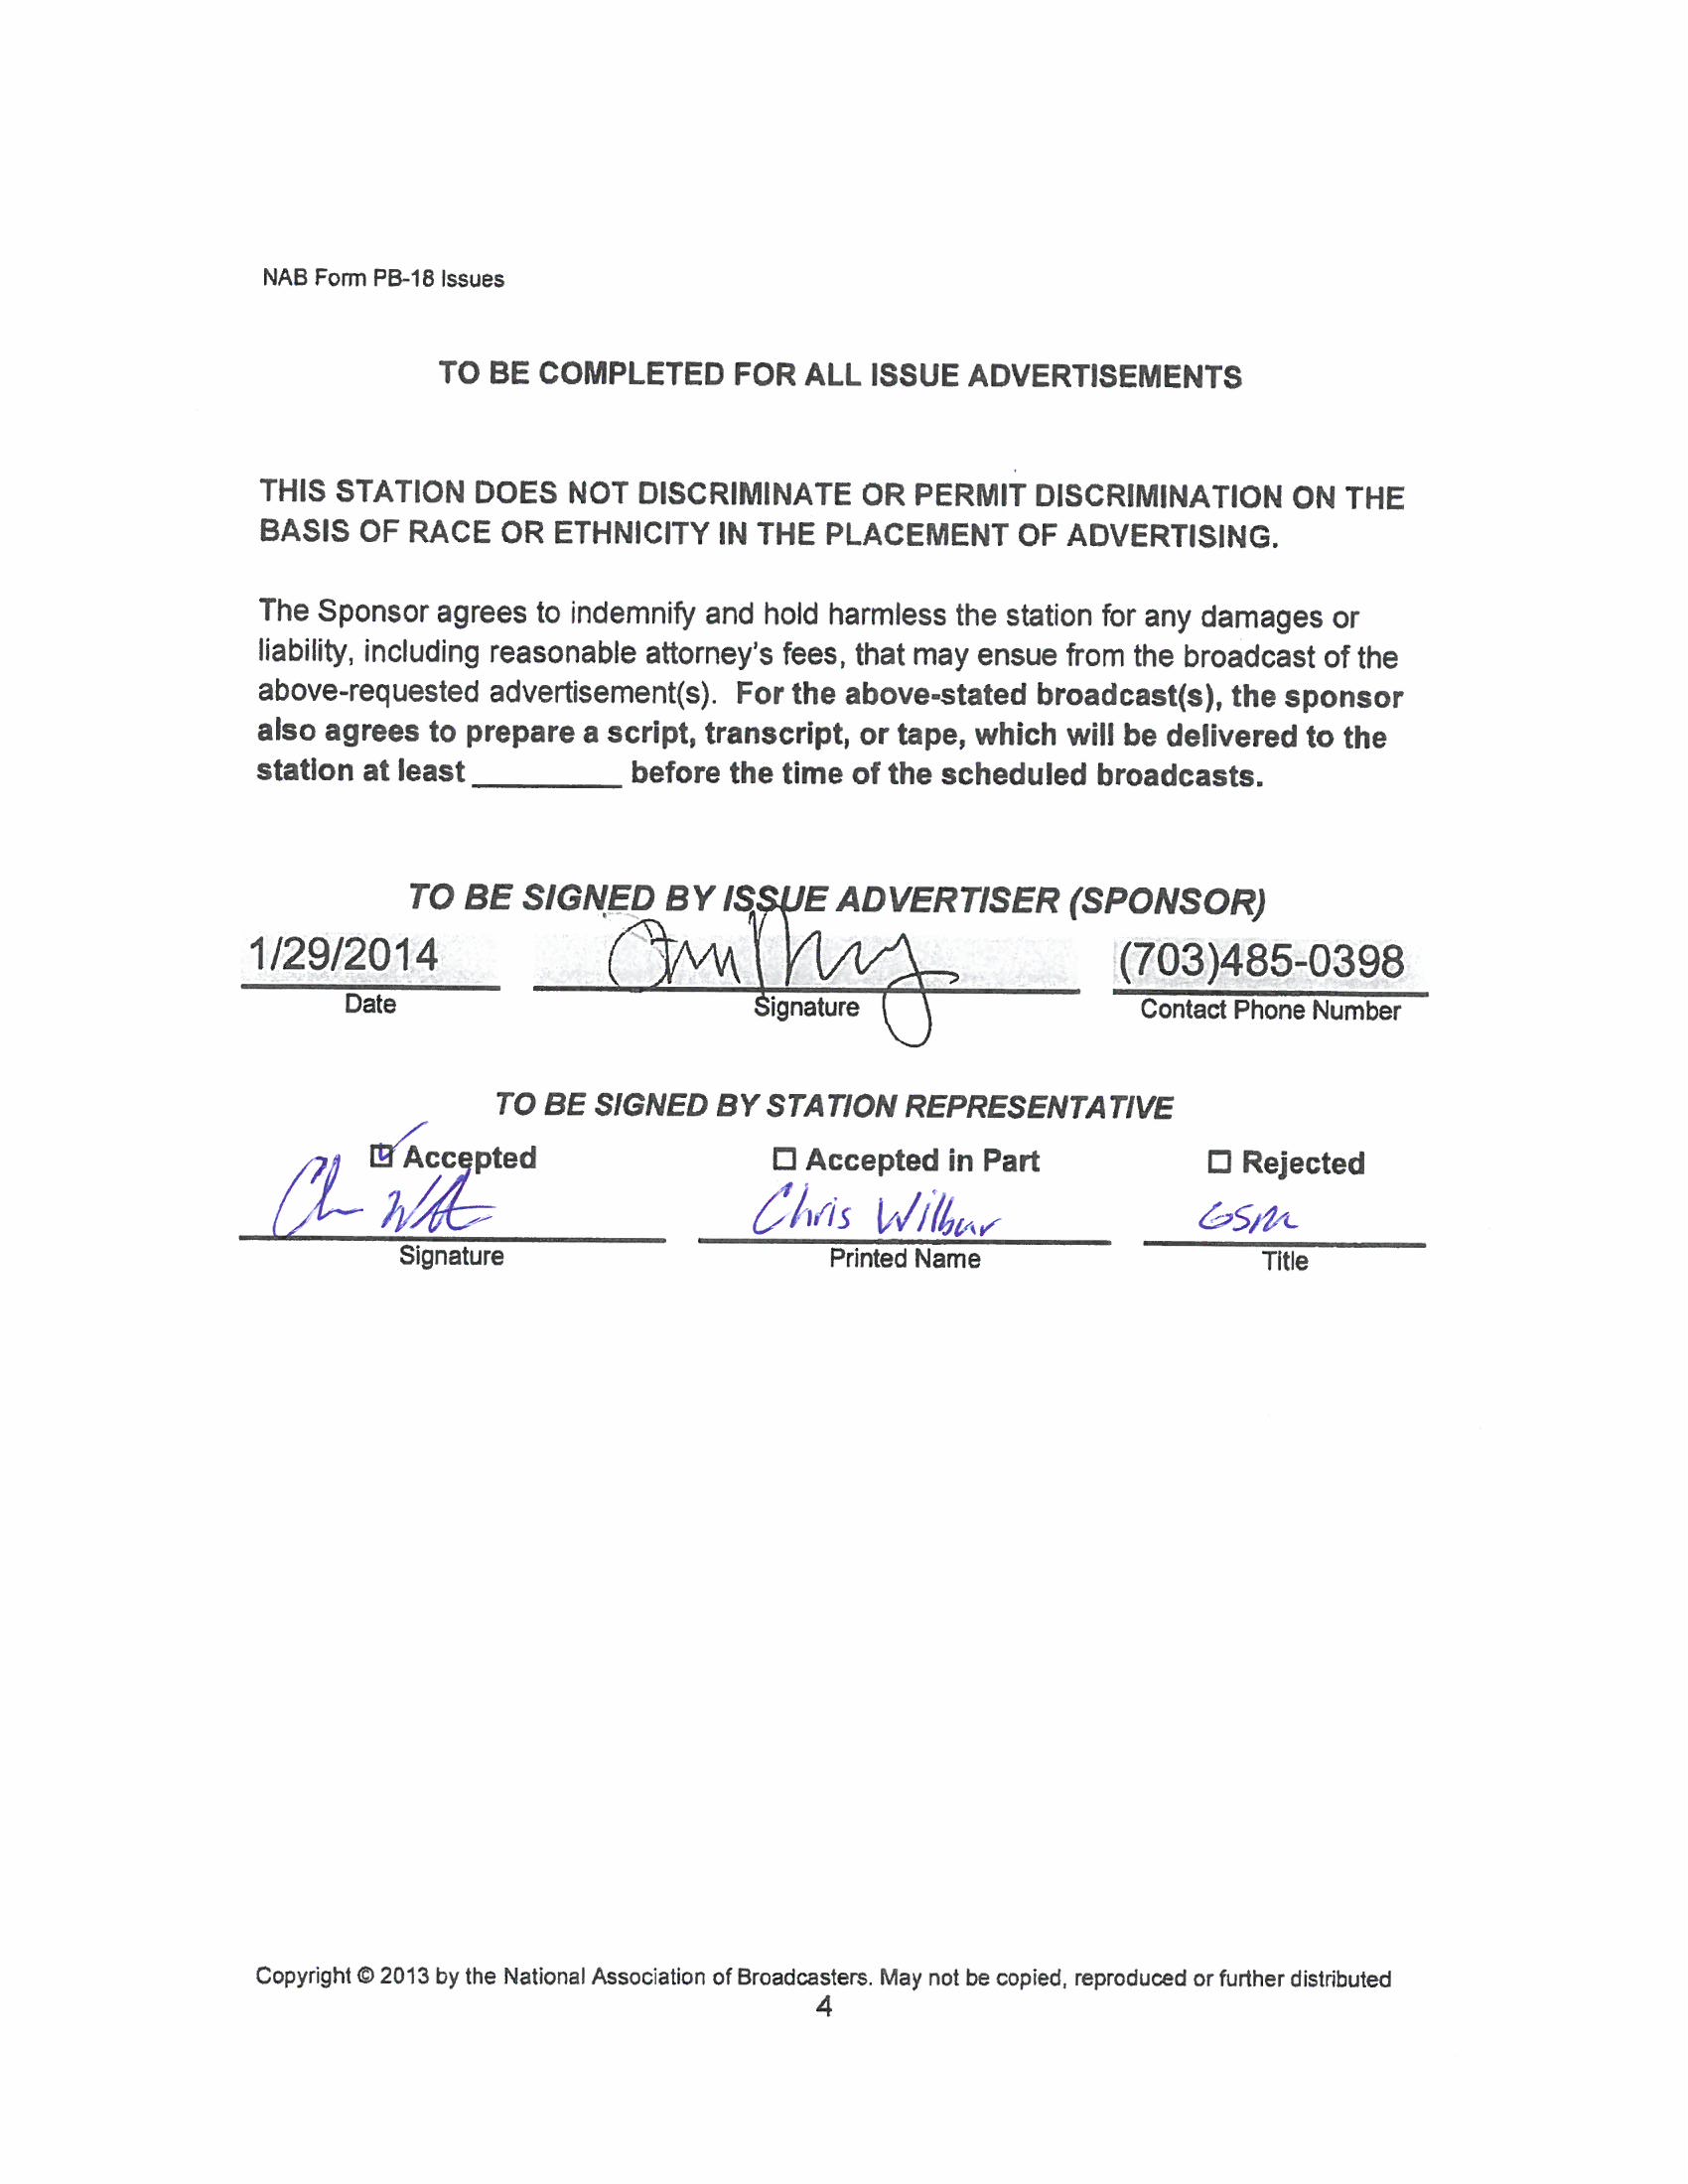 NAB Form PB-18 Issues
TO BE COMPLETED FOR ALL ISSUE ADVERTISEMENTS
THIS STATION DOES NOT DISCRIMINATE OR PERMIT DISCRIMINATION ON THE
BASIS OF RACE OR ETHNICITY IN THE PLACEMENT OF ADVERTISING.
The Sponsor agrees to indemnify and hold harmless the station for any damages or
liability, including reasonable attorney's fees, that may ensue from the broadcast of the
above-requested advertisement(s). For the above-stated broadcast(s), the sponsor
also agrees to prepare a script, transcript, or tape, which will be delivered to the
station at least _________ before the time of the scheduled broadcasts.
TO BE SIGNED BY ISSUE ADVERTISER (SPONSOR)
1/29/2014 (703)485-0398
Date Signature Contact Phone Number
TO BE SIGNED BY STATION REPRESENTATIVE
Accepted Accepted in Part Rejected
Chris Wilbur GSM
Signature Printed Name Title
Copyright © 2013 by the National Association of Broadcasters. May not be copied, reproduced or further distributed
4